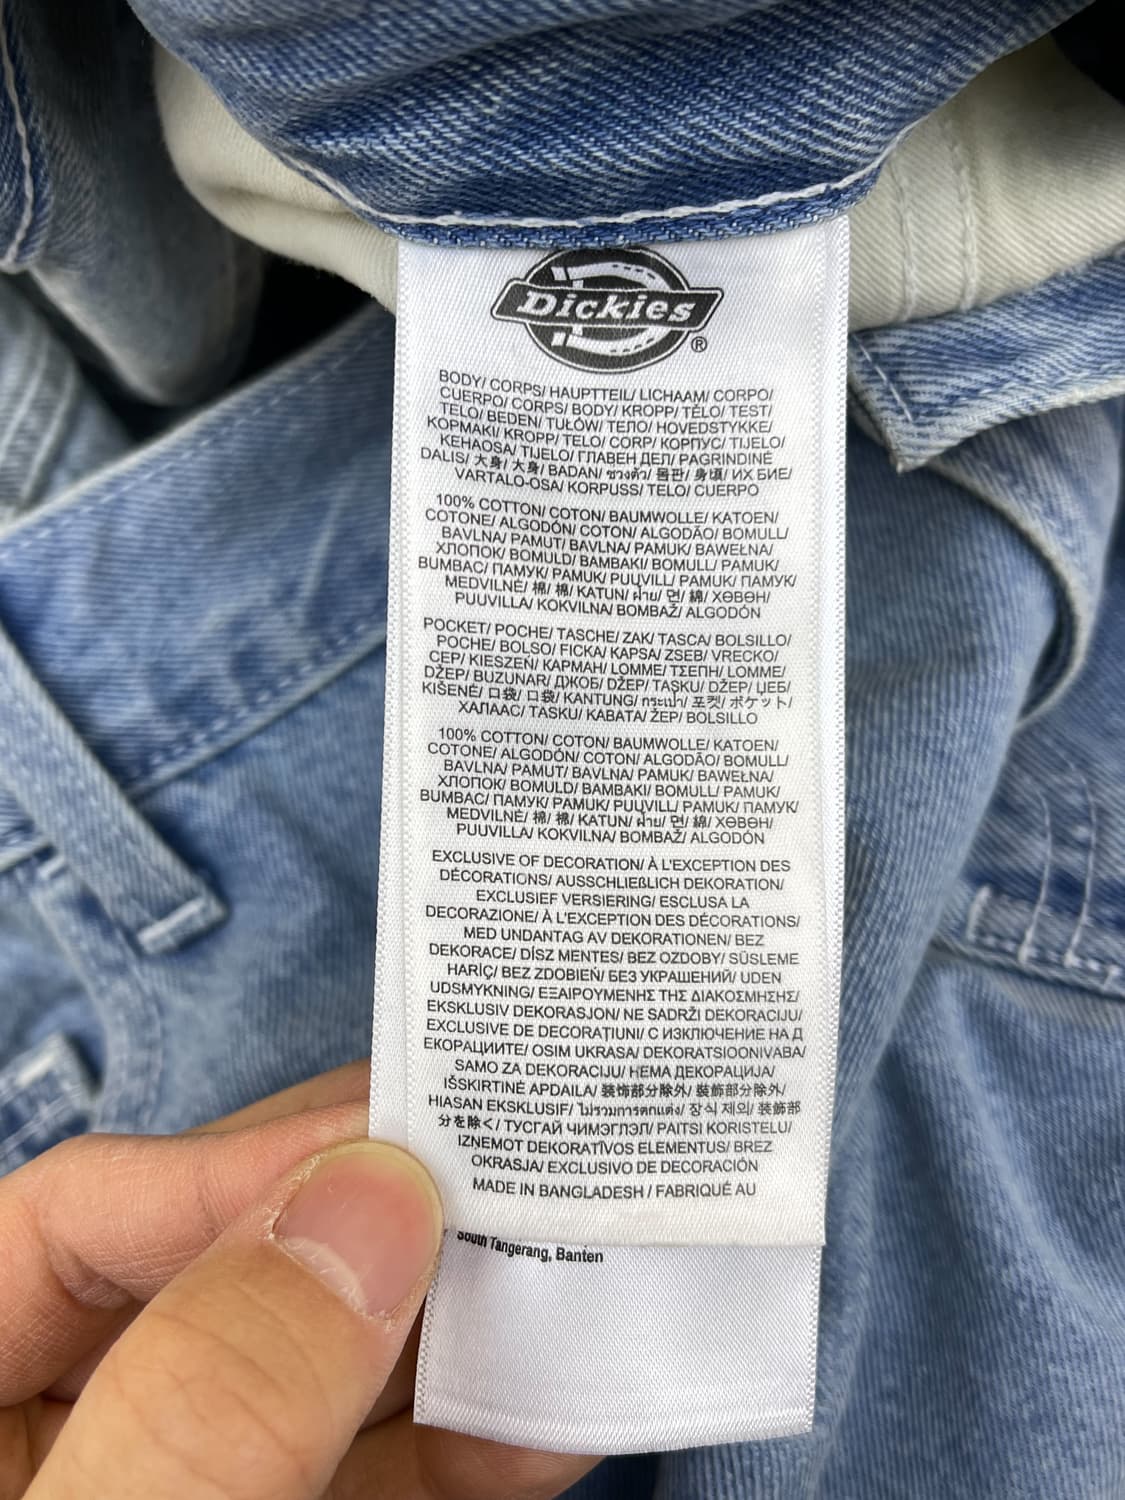 Dickies®
BODY/ CORPS/ HAUPTTEIL/ LICHAAM/ CORPO/
CUERPO/ CORPS/ BODY/ KROPP/ TĚLO/ TEST/
TELO/ BEDEN/ TUŁÓW/ ТЕЛО/ HOVEDSTYKKE/
ΚΟΡΜΑΚΙ/ KROPP/ TELO/ CORP/ КОРПУС/ TIJELO/
KEHAOSA/ TIJELO/ ГЛАВЕН ДЕЛ/ PAGRINDINĖ
DALIS/ 大身/ 大身/ BADAN/ ช่วงตัว/ 몸판/ 身頃/ ИХ БИЕ/
VARTALO-OSA/ KORPUSS/ TELO/ CUERPO
100% COTTON/ COTON/ BAUMWOLLE/ KATOEN/
COTONE/ ALGODÓN/ COTON/ ALGODÃO/ BOMULL/
BAVLNA/ PAMUT/ BAVLNA/ PAMUK/ BAWEŁNA/
ХЛОПОК/ BOMULD/ ΒΑΜΒΑΚΙ/ BOMULL/ PAMUK/
BUMBAC/ ПАМУК/ PAMUK/ PUUVILL/ PAMUK/ ПАМУК/
MEDVILNĖ/ 棉/ 棉/ KATUN/ ฝ้าย/ 면/ 綿/ ХӨВӨН/
PUUVILLA/ KOKVILNA/ BOMBAŽ/ ALGODÓN
POCKET/ POCHE/ TASCHE/ ZAK/ TASCA/ BOLSILLO/
POCHE/ BOLSO/ FICKA/ KAPSA/ ZSEB/ VRECKO/
CEP/ KIESZEŃ/ КАРМАН/ LOMME/ ΤΣΕΠΗ/ LOMME/
DŽEP/ BUZUNAR/ ДЖОБ/ DŽEP/ TASKU/ DŽEP/ ЏЕБ/
KIŠENĖ/ 口袋/ 口袋/ KANTUNG/ กระเป๋า/ 포켓/ ポケット/
ХАЛААС/ TASKU/ KABATA/ ŽEP/ BOLSILLO
100% COTTON/ COTON/ BAUMWOLLE/ KATOEN/
COTONE/ ALGODÓN/ COTON/ ALGODÃO/ BOMULL/
BAVLNA/ PAMUT/ BAVLNA/ PAMUK/ BAWEŁNA/
ХЛОПОК/ BOMULD/ ΒΑΜΒΑΚΙ/ BOMULL/ PAMUK/
BUMBAC/ ПАМУК/ PAMUK/ PUUVILL/ PAMUK/ ПАМУК/
MEDVILNĖ/ 棉/ 棉/ KATUN/ ฝ้าย/ 면/ 綿/ ХӨВӨН/
PUUVILLA/ KOKVILNA/ BOMBAŽ/ ALGODÓN
EXCLUSIVE OF DECORATION/ À L'EXCEPTION DES
DÉCORATIONS/ AUSSCHLIEßLICH DEKORATION/
EXCLUSIEF VERSIERING/ ESCLUSA LA
DECORAZIONE/ À L'EXCEPTION DES DÉCORATIONS/
MED UNDANTAG AV DEKORATIONEN/ BEZ
DEKORACE/ DÍSZ MENTES/ BEZ OZDOBY/ SÜSLEME
HARİÇ/ BEZ ZDOBIEŃ/ БЕЗ УКРАШЕНИЙ/ UDEN
UDSMYKNING/ ΕΞΑΙΡΟΥΜΕΝΗΣ ΤΗΣ ΔΙΑΚΟΣΜΗΣΗΣ/
EKSKLUSIV DEKORASJON/ NE SADRŽI DEKORACIJU/
EXCLUSIVE DE DECORAȚIUNI/ С ИЗКЛЮЧЕНИЕ НА Д
ЕКОРАЦИИТЕ/ OSIM UKRASA/ DEKORATSIOONIVABA/
SAMO ZA DEKORACIJU/ НЕМА ДЕКОРАЦИЈА/
IŠSKIRTINĖ APDAILA/ 装饰部分除外/ 裝飾部分除外/
HIASAN EKSKLUSIF/ ไม่รวมการตกแต่ง/ 장식 제외/ 装飾部
分を除く/ ТУСГАЙ ЧИМЭГЛЭЛ/ PAITSI KORISTELU/
IZŅEMOT DEKORATĪVOS ELEMENTUS/ BREZ
OKRASJA/ EXCLUSIVO DE DECORACIÓN
MADE IN BANGLADESH / FABRIQUÉ AU
South Tangerang, Banten